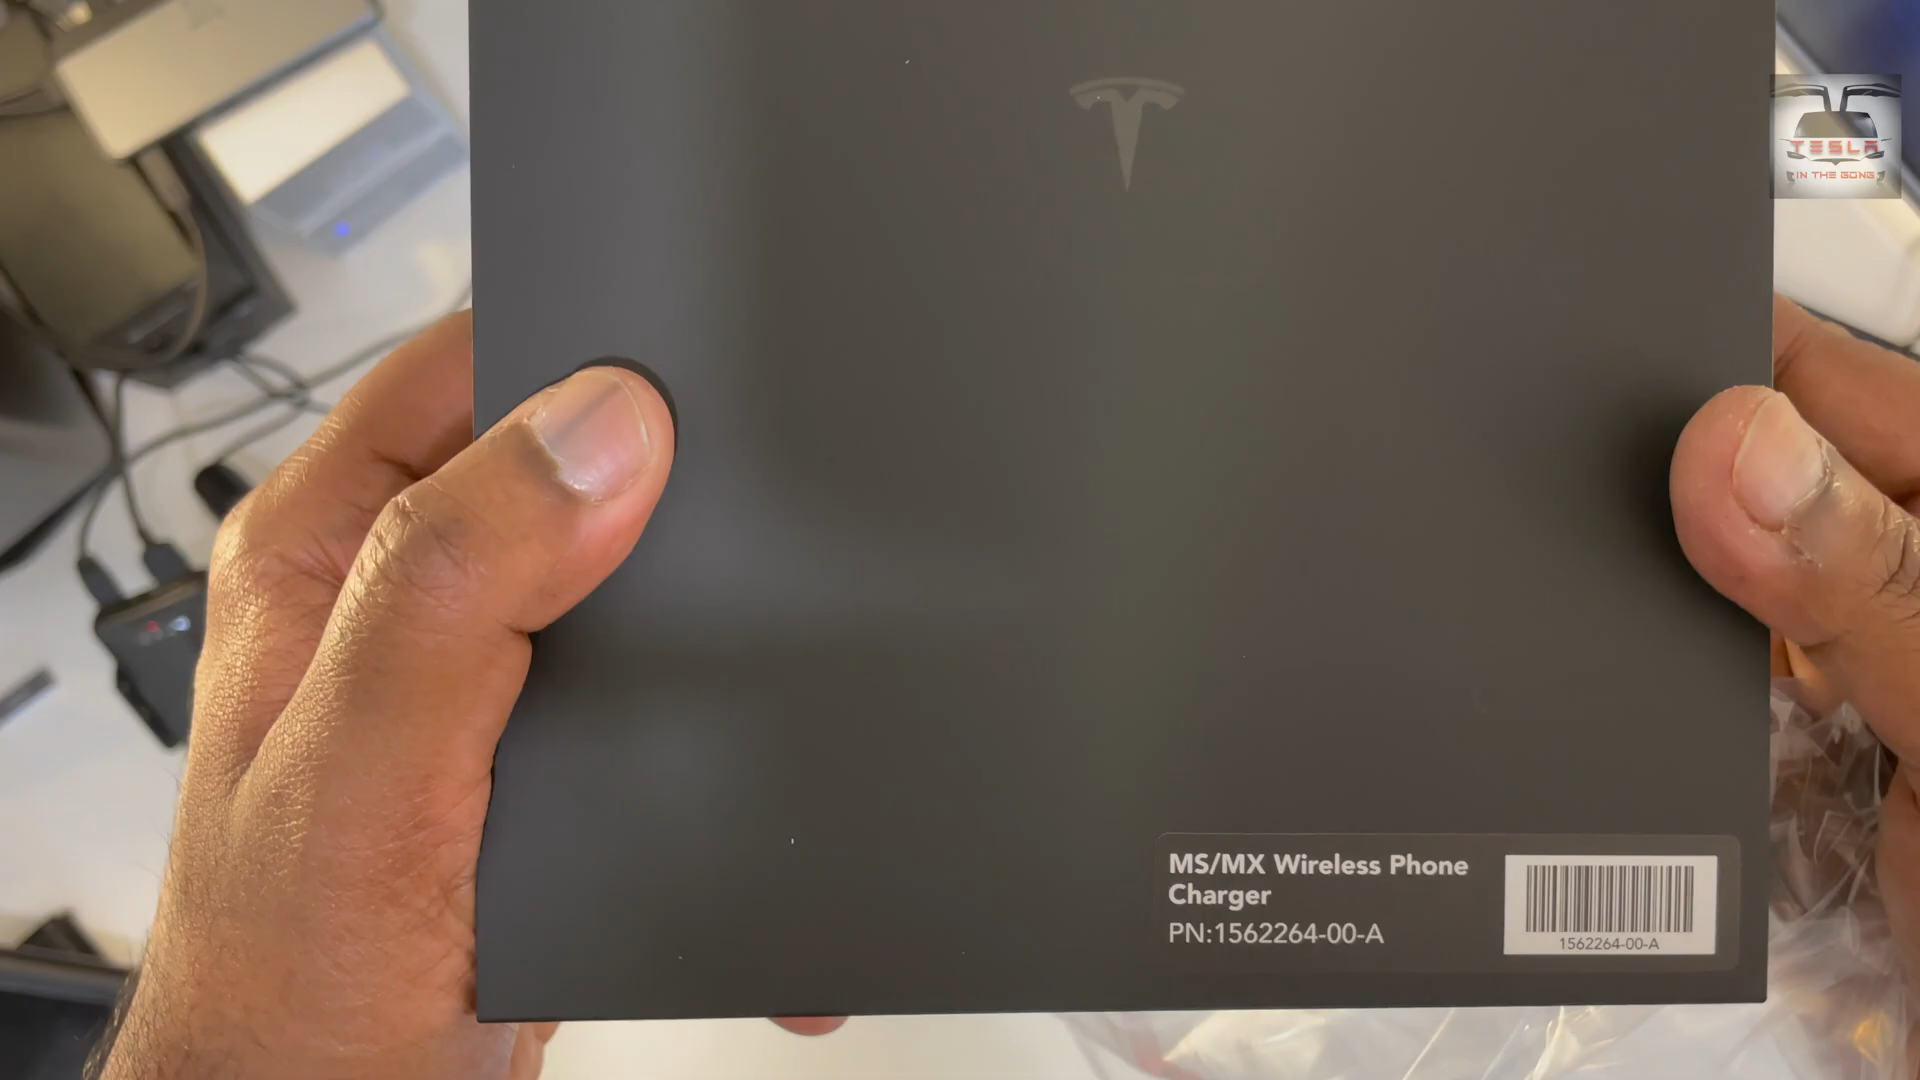 TESLA
IN THE GONG
MS/MX Wireless Phone
Charger
PN:1562264-00-A
1562264-00-A